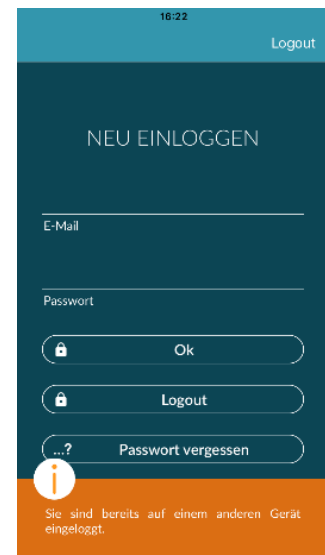 16:22
Logout
NEU EINLOGGEN
E-Mail
Passwort
Ok
Logout
...? Passwort vergessen
i
Sie sind bereits auf einem anderen Gerät
eingeloggt.